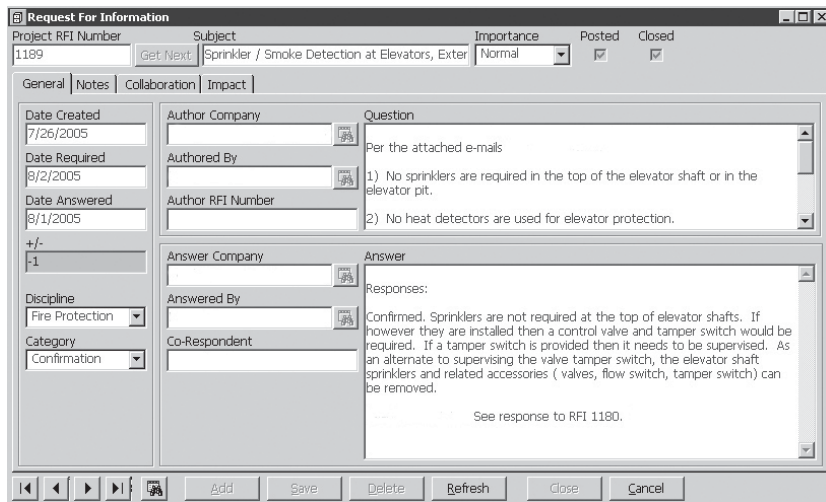 Request For Information
Project RFI Number Subject Importance Posted Closed
1189 Get Next Sprinkler / Smoke Detection at Elevators, Exter Normal
General Notes Collaboration Impact
Date Created
7/26/2005
Date Required
8/2/2005
Date Answered
8/1/2005
+/-
-1
Discipline
Fire Protection
Category
Confirmation
Author Company
Authored By
Author RFI Number
Question
Per the attached e-mails
1) No sprinklers are required in the top of the elevator shaft or in the
elevator pit.
2) No heat detectors are used for elevator protection.
Answer Company
Answered By
Co-Respondent
Answer
Responses:
Confirmed. Sprinklers are not required at the top of elevator shafts. If
however they are installed then a control valve and tamper switch would be
required. If a tamper switch is provided then it needs to be supervised. As
an alternate to supervising the valve tamper switch, the elevator shaft
sprinklers and related accessories ( valves, flow switch, tamper switch) can
be removed.
See response to RFI 1180.
Add Save Delete Refresh Close Cancel